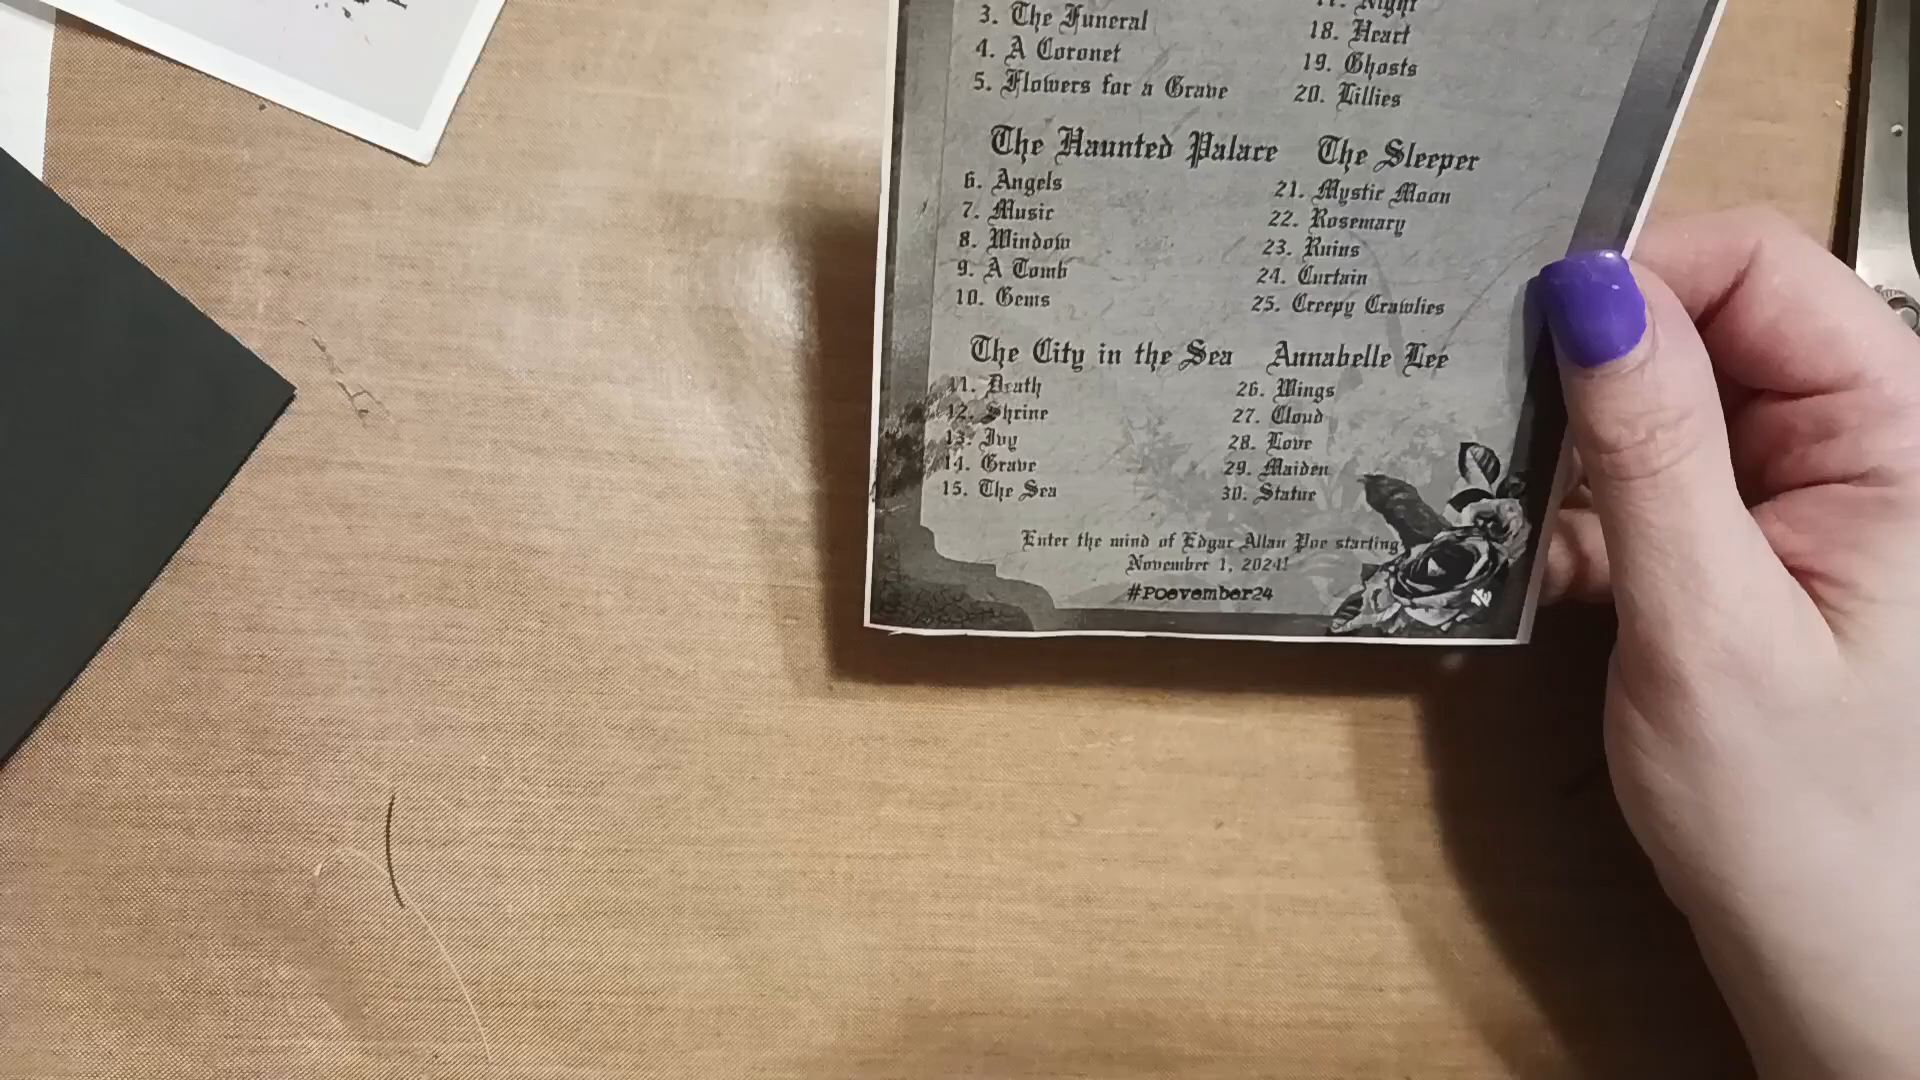 3. The Funeral
4. A Coronet
5. Flowers for a Grave
17. Night
18. Heart
19. Ghosts
20. Lillies
The Haunted Palace
6. Angels
7. Music
8. Window
9. A Tomb
10. Gems
The Sleeper
21. Mystic Moon
22. Rosemary
23. Ruins
24. Curtain
25. Creepy Crawlies
The City in the Sea
11. Death
12. Shrine
13. Ivy
14. Grave
15. The Sea
Annabelle Lee
26. Wings
27. Cloud
28. Love
29. Maiden
30. Statue
Enter the mind of Edgar Allan Poe starting
November 1, 2024!
#Poevember24